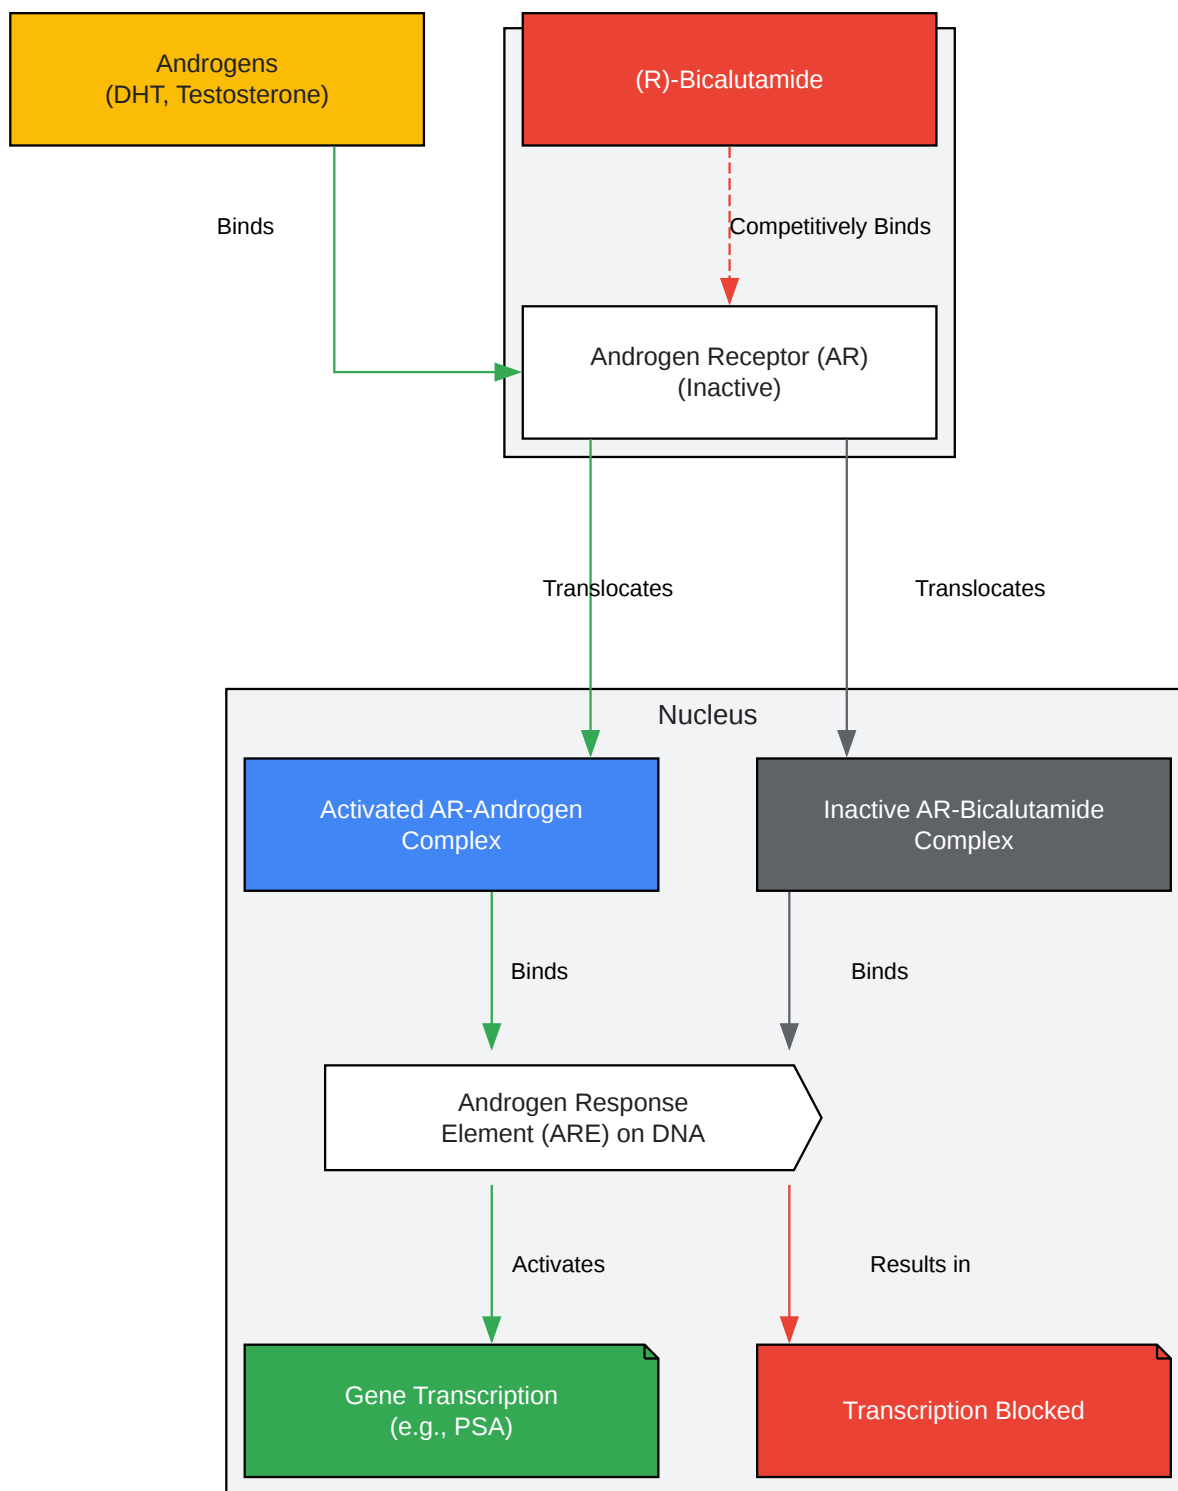 Androgens
(DHT, Testosterone)
(R)-Bicalutamide
Binds
Competitively Binds
Androgen Receptor (AR)
(Inactive)
Translocates
Translocates
Nucleus
Activated AR-Androgen
Complex
Inactive AR-Bicalutamide
Complex
Binds
Binds
Androgen Response
Element (ARE) on DNA
Activates
Results in
Gene Transcription
(e.g., PSA)
Transcription Blocked